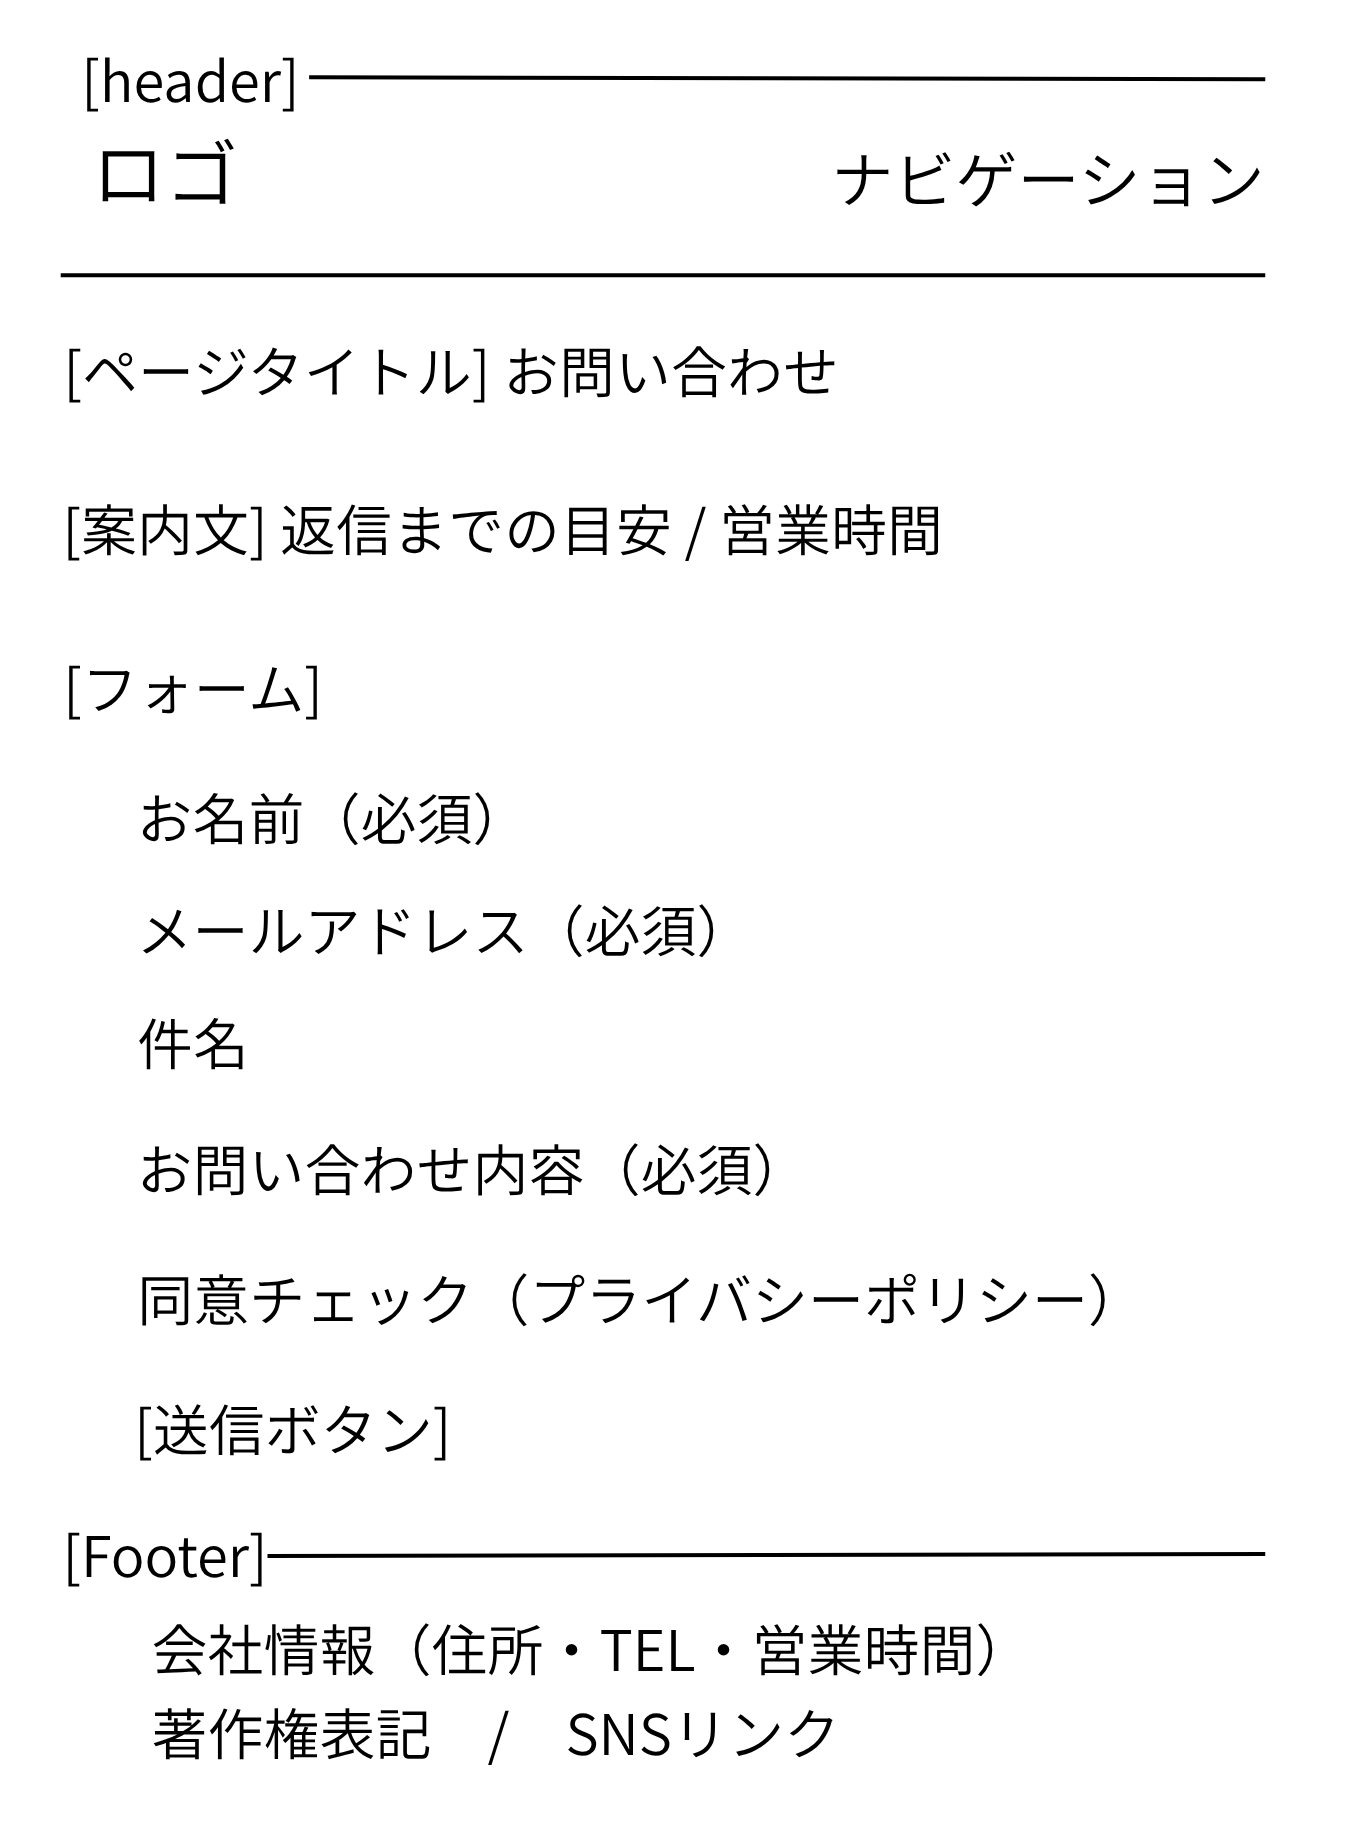 [header]
ロゴ ナビゲーション
[ページタイトル] お問い合わせ
[案内文] 返信までの目安 / 営業時間
[フォーム]
お名前（必須）
メールアドレス（必須）
件名
お問い合わせ内容（必須）
同意チェック（プライバシーポリシー）
[送信ボタン]
[Footer]
会社情報（住所・TEL・営業時間）
著作権表記　/　SNSリンク